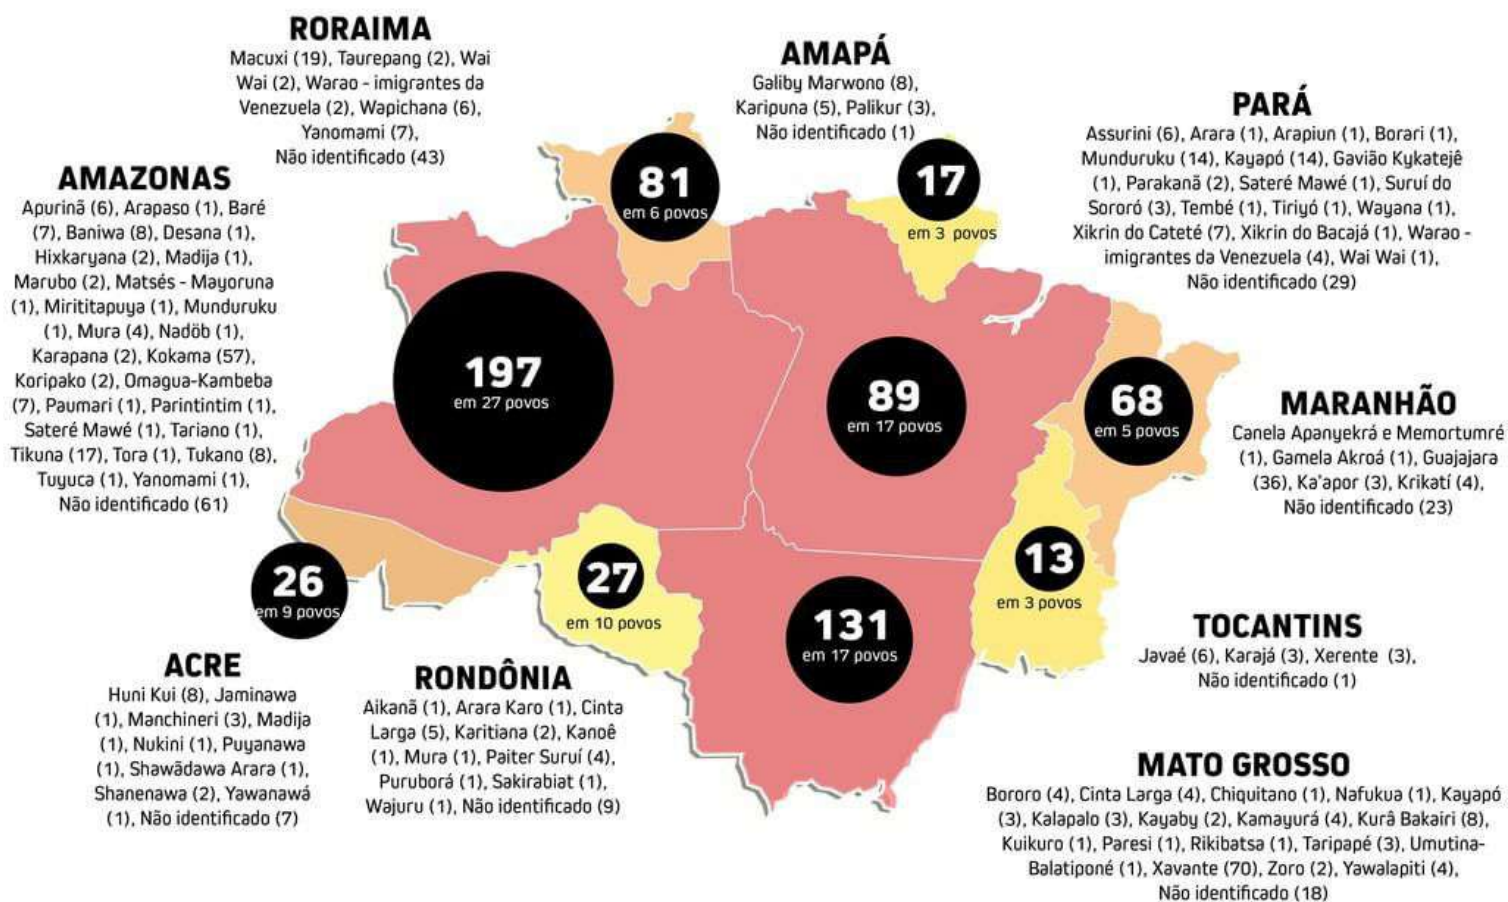 RORAIMA
Macuxi (19), Taurepang (2), Wai
Wai (2), Warao - imigrantes da
Venezuela (2), Wapichana (6),
Yanomami (7),
Não identificado (43)
81
em 6 povos
AMAPÁ
Galiby Marwono (8),
Karipuna (5), Palikur (3),
Não identificado (1)
17
em 3 povos
PARÁ
Assurini (6), Arara (1), Arapiun (1), Borari (1),
Munduruku (14), Kayapó (14), Gavião Kykatejê
(1), Parakanã (2), Sateré Mawé (1), Suruí do
Sororó (3), Tembé (1), Tiriyó (1), Wayana (1),
Xikrin do Cateté (7), Xikrin do Bacajá (1), Warao -
imigrantes da Venezuela (4), Wai Wai (1),
Não identificado (29)
89
em 17 povos
AMAZONAS
Apurinã (6), Arapaso (1), Baré
(7), Baniwa (8), Desana (1),
Hixkaryana (2), Madija (1),
Marubo (2), Matsés - Mayoruna
(1), Mirititapuya (1), Munduruku
(1), Mura (4), Nadöb (1),
Karapana (2), Kokama (57),
Koripako (2), Omagua-Kambeba
(7), Paumari (1), Parintintim (1),
Sateré Mawé (1), Tariano (1),
Tikuna (17), Tora (1), Tukano (8),
Tuyuca (1), Yanomami (1),
Não identificado (61)
197
em 27 povos
68
em 5 povos
MARANHÃO
Canela Apanyekrá e Memortumré
(1), Gamela Akroá (1), Guajajara
(36), Ka'apor (3), Krikatí (4),
Não identificado (23)
26
em 9 povos
ACRE
Huni Kui (8), Jaminawa
(1), Manchineri (3), Madija
(1), Nukini (1), Puyanawa
(1), Shawãdawa Arara (1),
Shanenawa (2), Yawanawá
(1), Não identificado (7)
27
em 10 povos
RONDÔNIA
Aikanã (1), Arara Karo (1), Cinta
Larga (5), Karitiana (2), Kanoê
(1), Mura (1), Paiter Suruí (4),
Puruborá (1), Sakirabiat (1),
Wajuru (1), Não identificado (9)
13
em 3 povos
TOCANTINS
Javaé (6), Karajá (3), Xerente (3),
Não identificado (1)
131
em 17 povos
MATO GROSSO
Bororo (4), Cinta Larga (4), Chiquitano (1), Nafukua (1), Kayapó
(3), Kalapalo (3), Kayaby (2), Kamayurá (4), Kurâ Bakairi (8),
Kuikuro (1), Paresi (1), Rikibatsa (1), Taripapé (3), Umutina-
Balatiponé (1), Xavante (70), Zoro (2), Yawalapiti (4),
Não identificado (18)